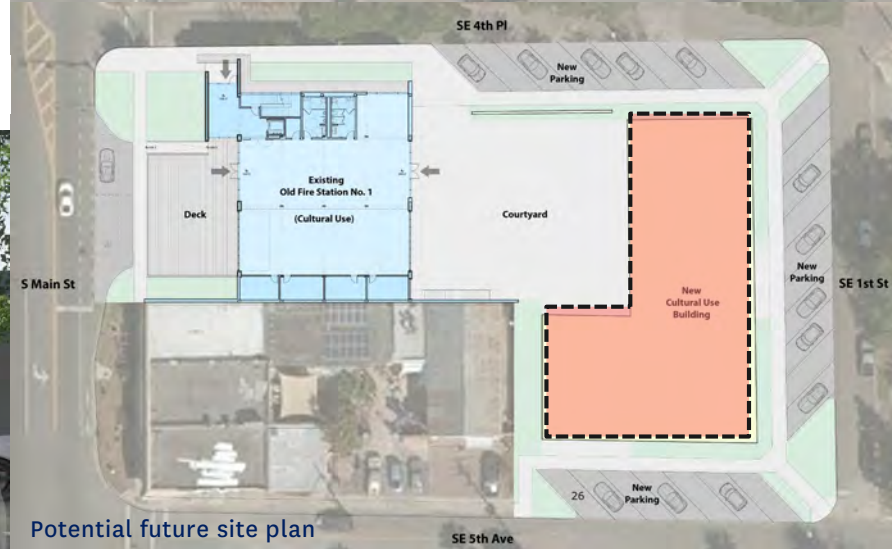 SE 4th Pl
New
Parking
Existing
Old Fire Station No. 1
(Cultural Use)
Deck
Courtyard
S Main St
New
Cultural Use
Building
New
Parking
SE 1st St
26
New
Parking
Potential future site plan
SE 5th Ave